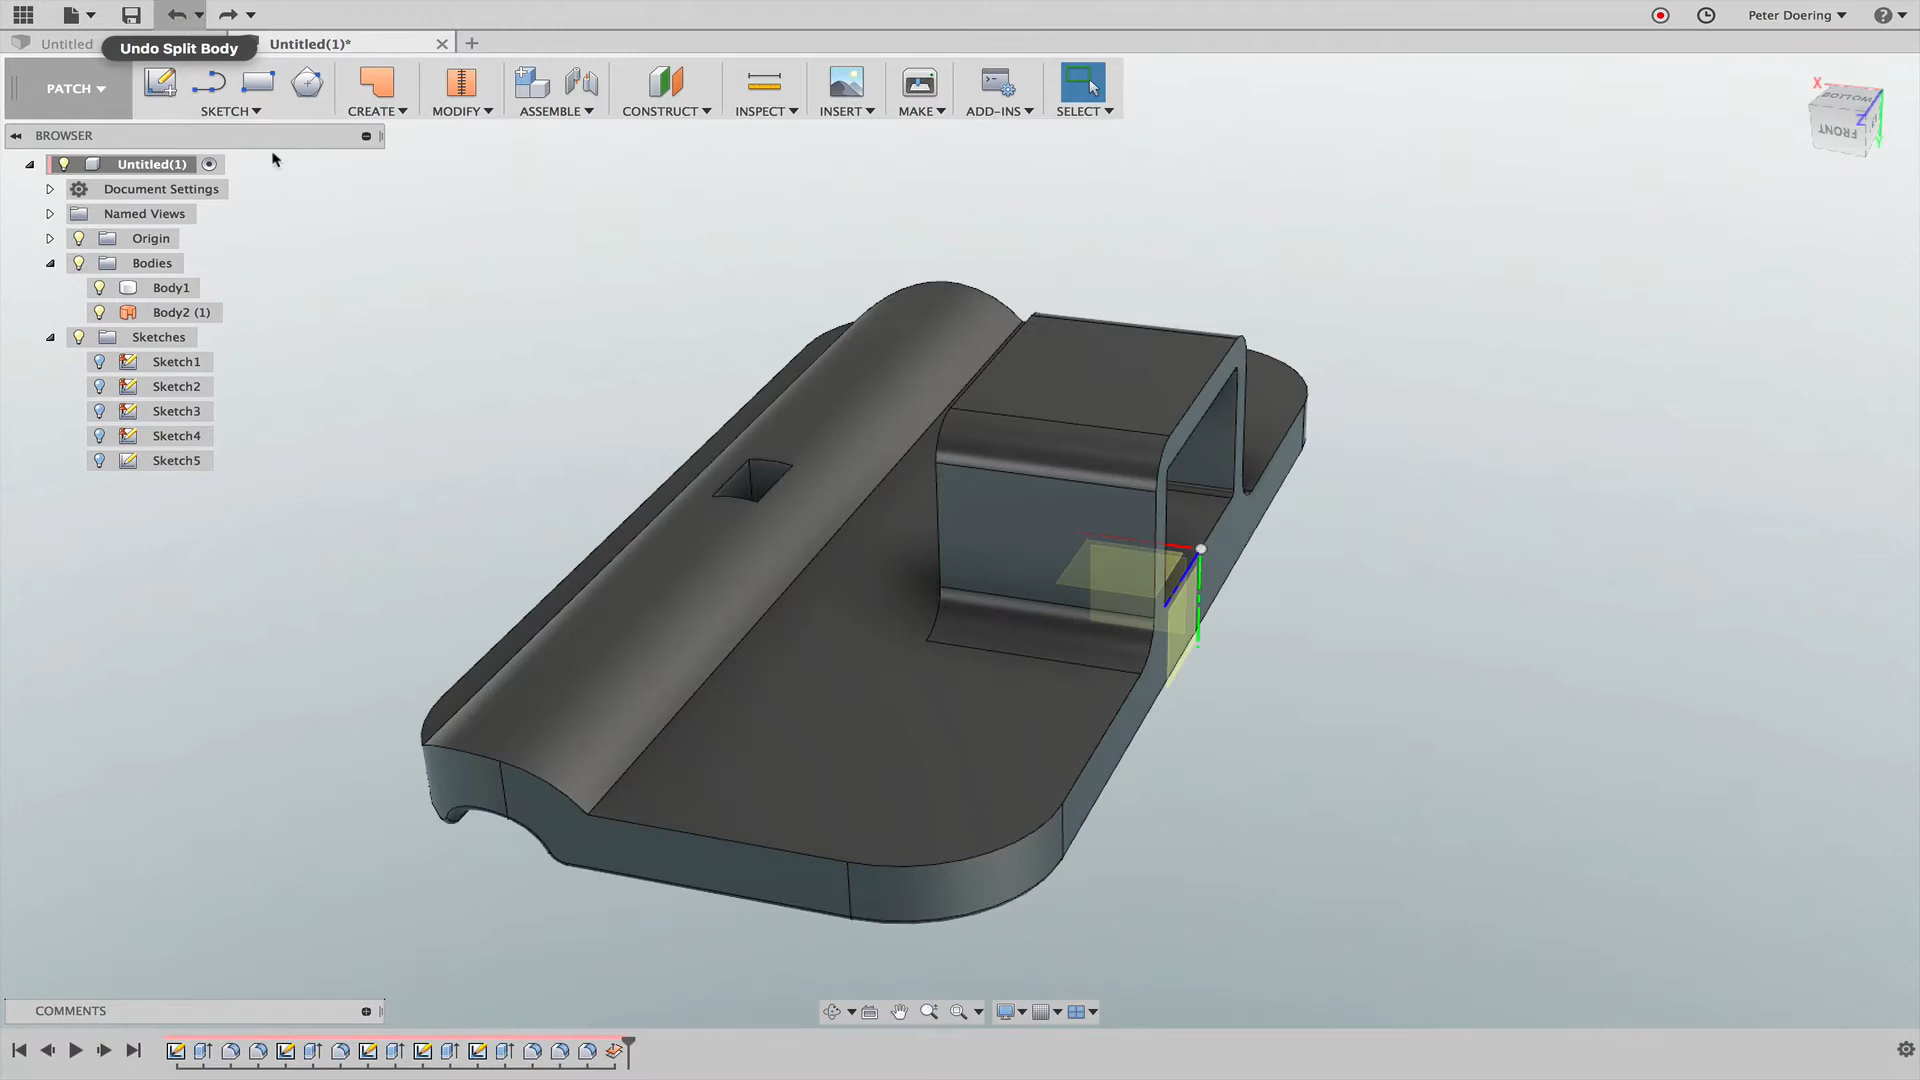 Peter Doering
Untitled
Undo Split Body
Untitled(1)*
PATCH
SKETCH
CREATE
MODIFY
ASSEMBLE
CONSTRUCT
INSPECT
INSERT
MAKE
ADD-INS
SELECT
X
BOTTOM
Z
FRONT
Y
BROWSER
Untitled(1)
Document Settings
Named Views
Origin
Bodies
Body1
Body2 (1)
Sketches
Sketch1
Sketch2
Sketch3
Sketch4
Sketch5
COMMENTS